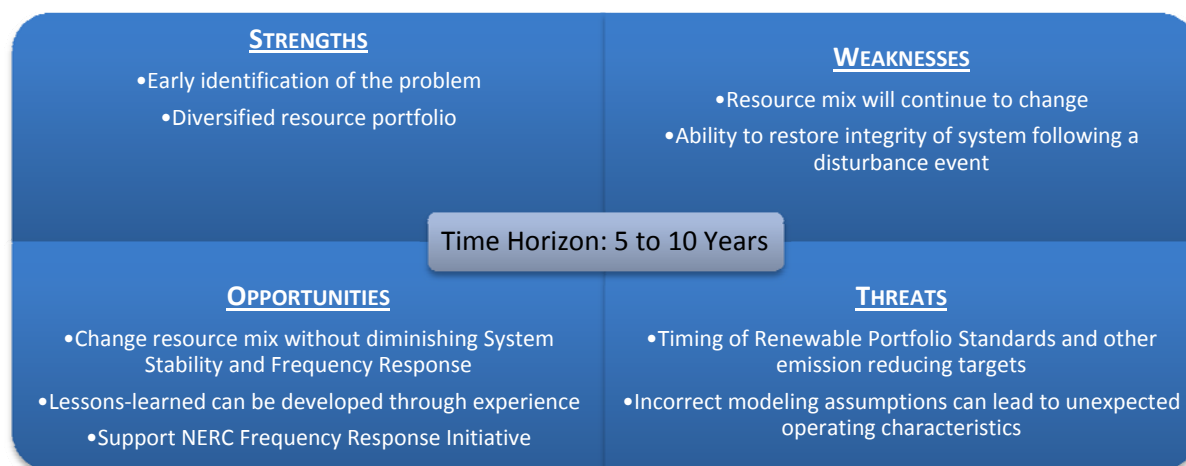 STRENGTHS
•Early identification of the problem
•Diversified resource portfolio
WEAKNESSES
•Resource mix will continue to change
•Ability to restore integrity of system following a
disturbance event
Time Horizon: 5 to 10 Years
OPPORTUNITIES
•Change resource mix without diminishing System
Stability and Frequency Response
•Lessons-learned can be developed through experience
•Support NERC Frequency Response Initiative
THREATS
•Timing of Renewable Portfolio Standards and other
emission reducing targets
•Incorrect modeling assumptions can lead to unexpected
operating characteristics